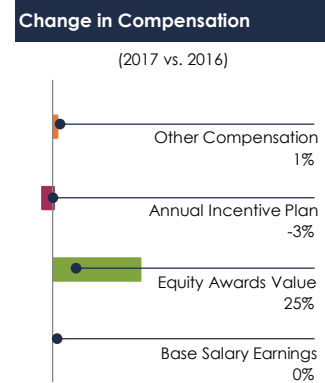 Change in Compensation
(2017 vs. 2016)
Other Compensation
1%
Annual Incentive Plan
-3%
Equity Awards Value
25%
Base Salary Earnings
0%